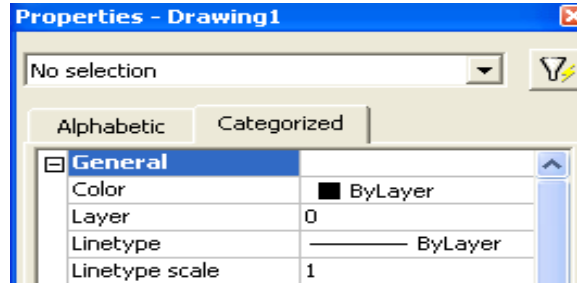 Properties - Drawing1
No selection
Alphabetic Categorized
General
Color ByLayer
Layer 0
Linetype ByLayer
Linetype scale 1